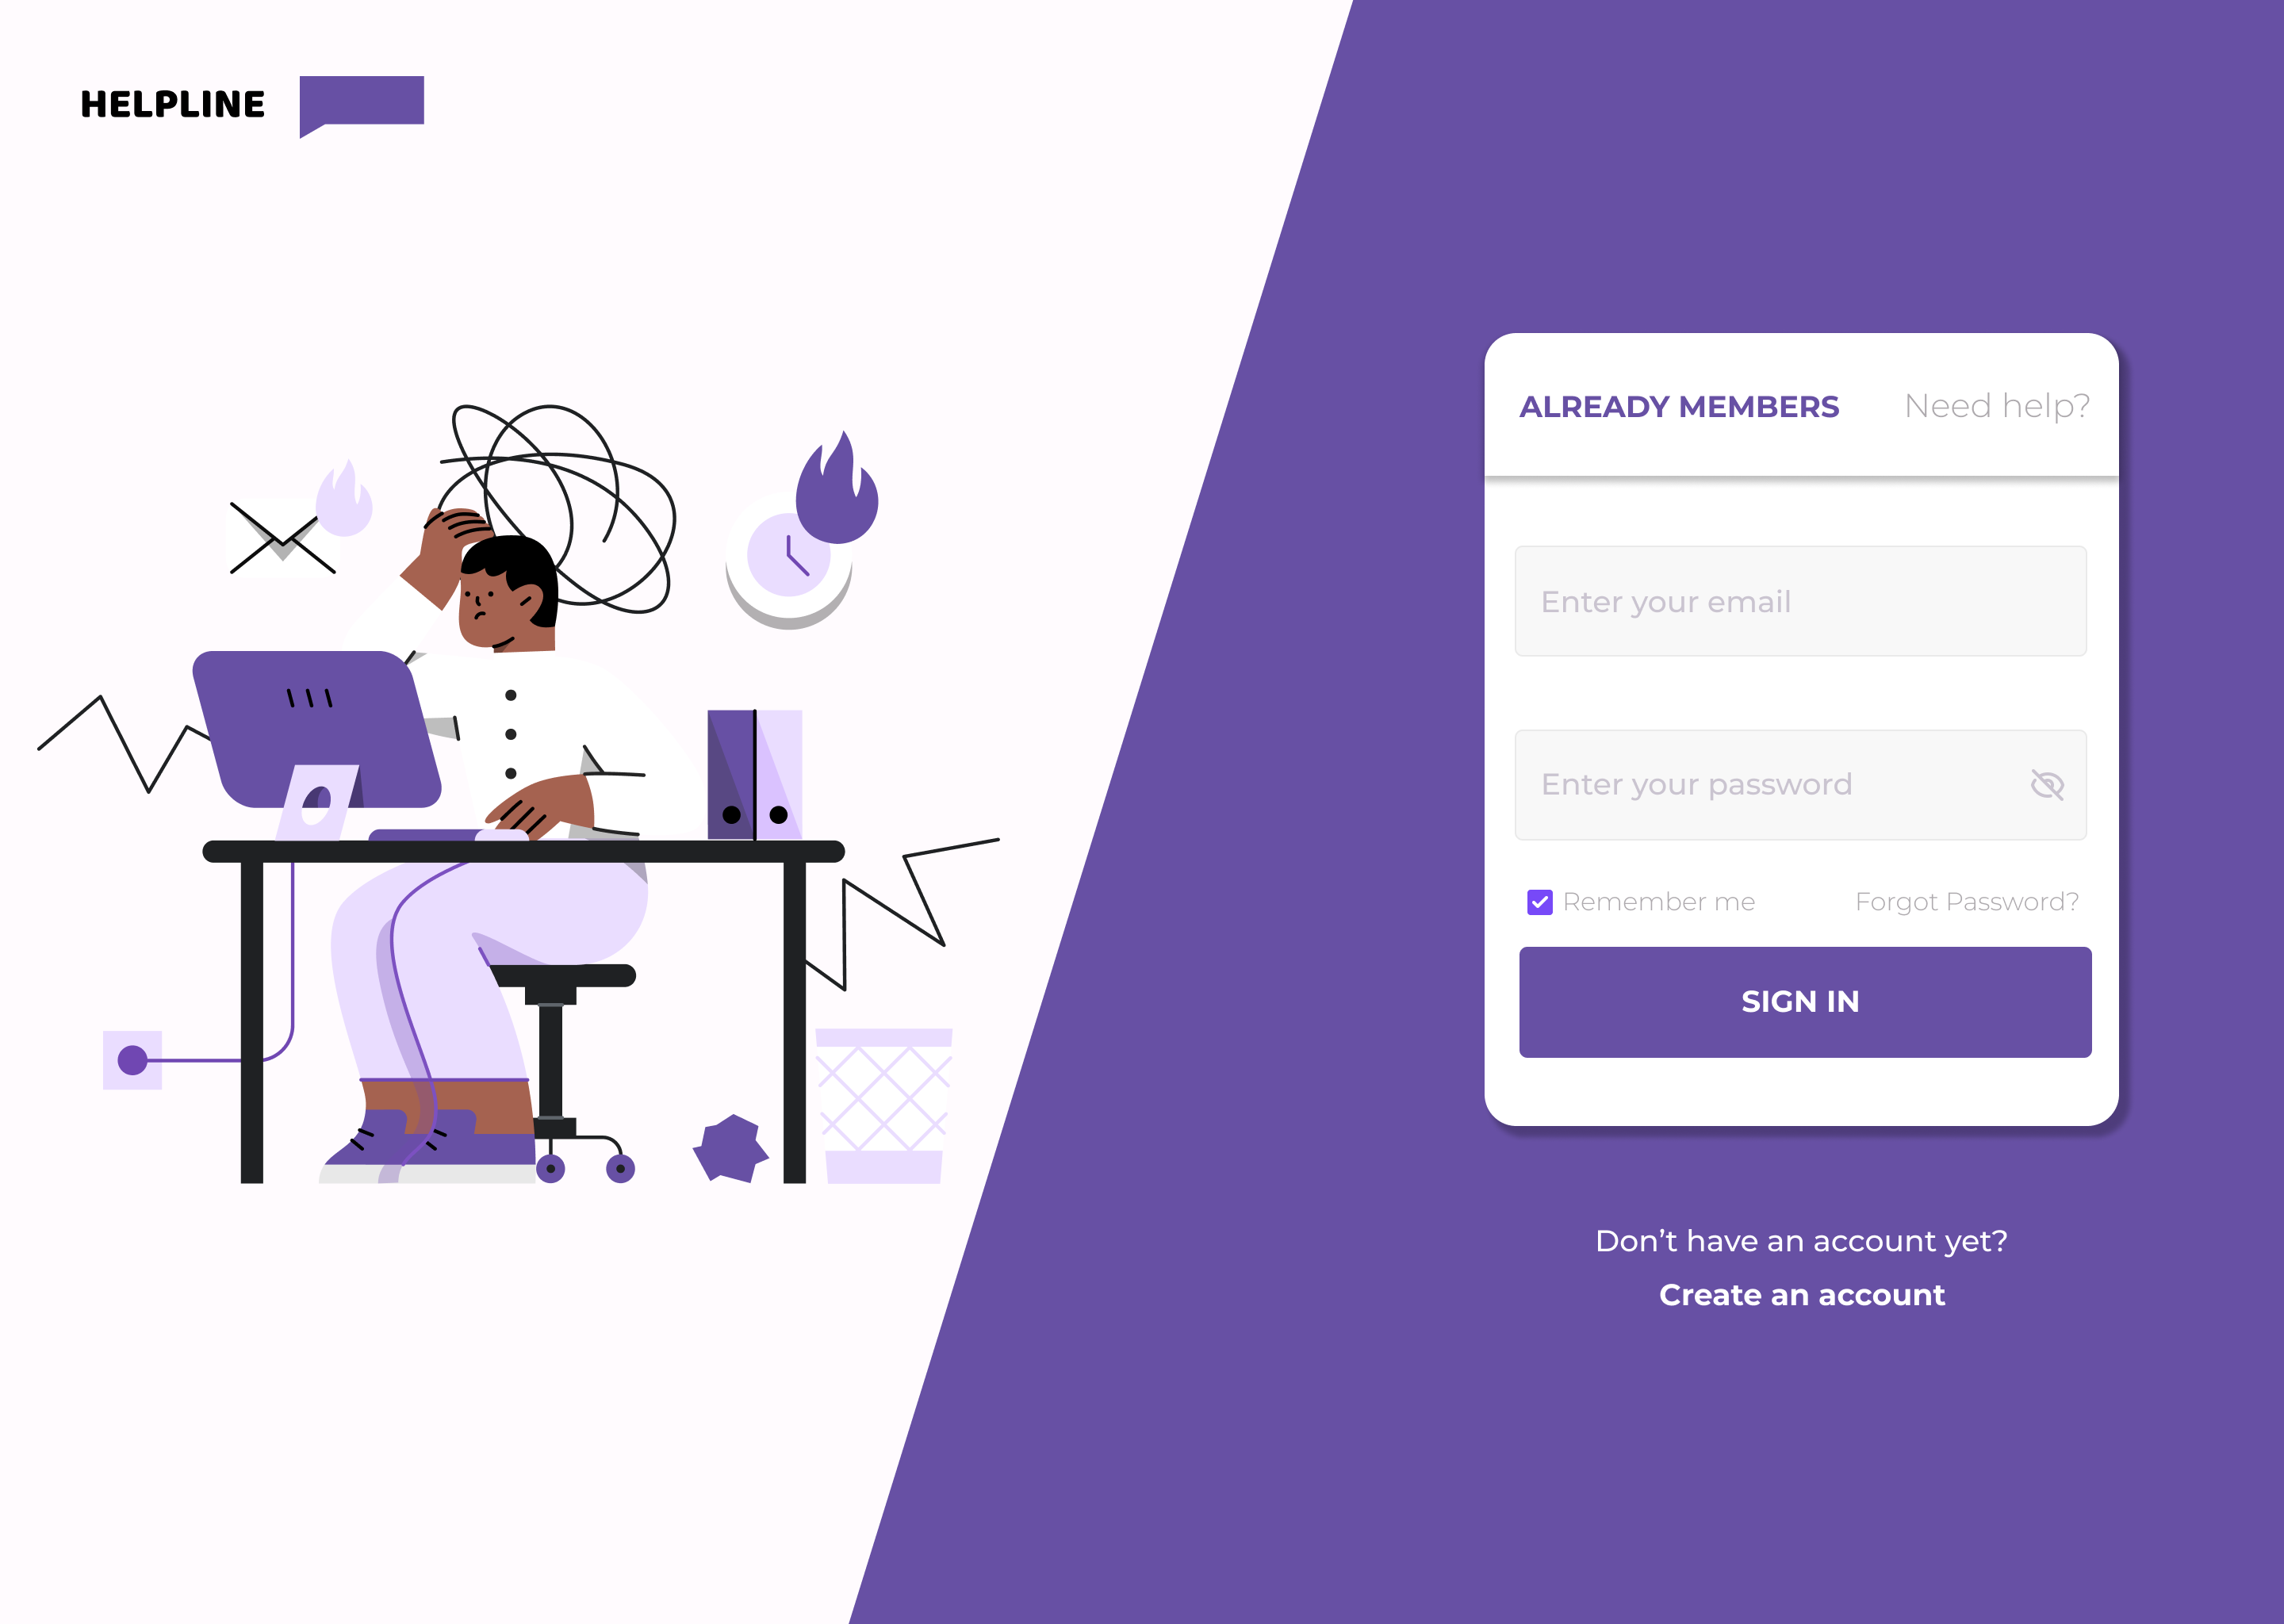 HELPLINE
ALREADY MEMBERS
Need help?
Enter your email
Enter your password
Remember me
Forgot Password?
SIGN IN
Don’t have an account yet?
Create an account